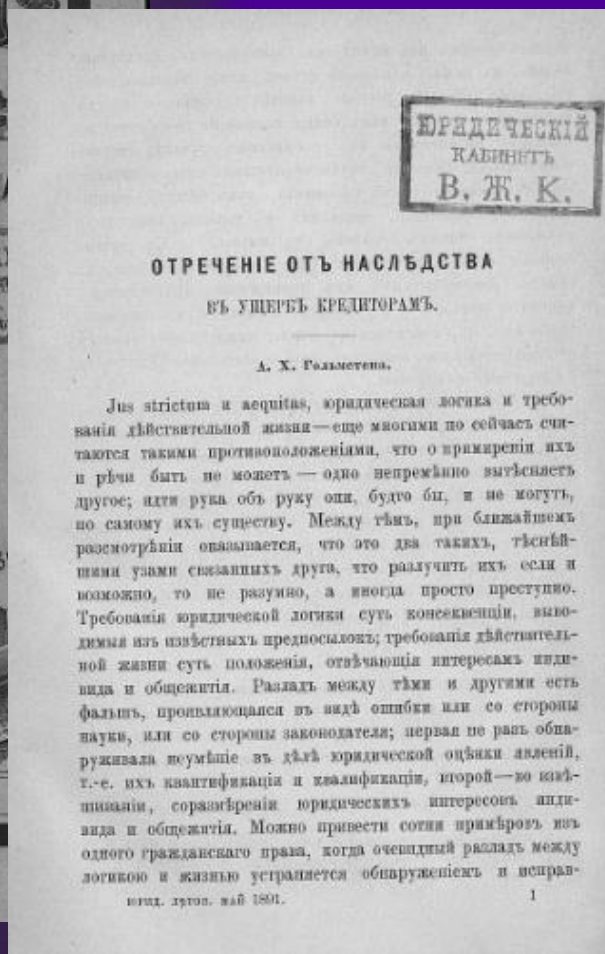 ЮРИДИЧЕСКІЙ
КАБИНЕТЪ
В. Ж. К.
ОТРЕЧЕНІЕ ОТЪ НАСЛѢДСТВА
ВЪ УЩЕРБЪ КРЕДИТОРАМЪ.
А. Х. Гольмстена.
Jus strictum и aequitas, юридическая логика и требо-
ванія дѣйствительной жизни—еще многими по сейчасъ счи-
таются такими противоположеніями, что о примиреніи ихъ
и рѣчи быть не можетъ — одно непремѣнно вытѣсняетъ
другое; идти рука объ руку они, будто бы, и не могутъ,
по самому ихъ существу. Между тѣмъ, при ближайшемъ
разсмотрѣніи оказывается, что это два такихъ, тѣснѣй-
шими узами связанныхъ друга, что разлучить ихъ если и
возможно, то не разумно, а иногда просто преступно.
Требованія юридической логики суть консеквенціи, выво-
димыя изъ извѣстныхъ предпосылокъ; требованія дѣйствитель-
ной жизни суть положенія, отвѣчающія интересамъ инди-
вида и общежитія. Разладъ между тѣми и другими есть
фальшь, проявляющаяся въ видѣ ошибки или со стороны
науки, или со стороны законодателя; первая не разъ обна-
руживала неумѣніе въ дѣлѣ юридической оцѣнки явленій,
т.-е. ихъ квантификаціи и квалификаціи, второй—во взвѣ-
шиваніи, соразмѣреніи юридическихъ интересовъ инди-
вида и общежитія. Можно привести сотни примѣровъ изъ
одного гражданскаго права, когда очевидный разладъ между
логикою и жизнью устраняется обнаруженіемъ и исправ-
ЮРИД. ЛѢТОП. МАЙ 1891. 1